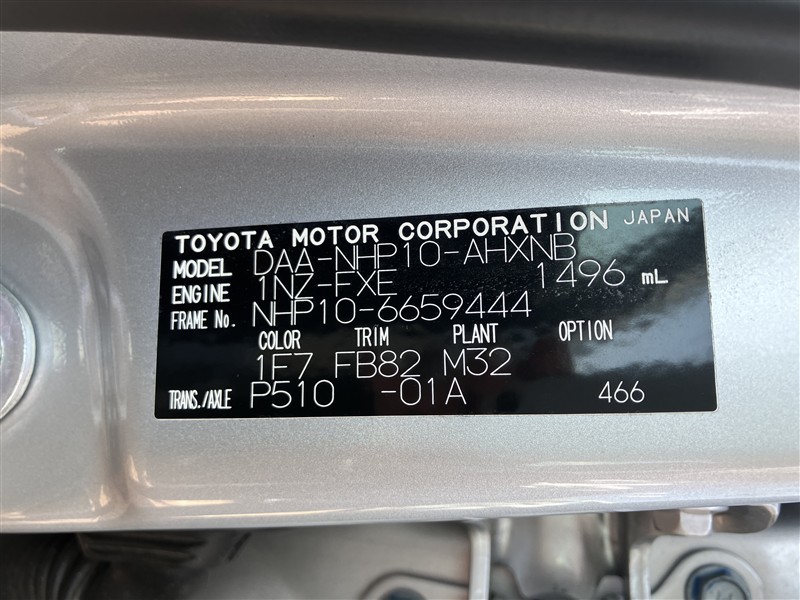 TOYOTA MOTOR CORPORATION JAPAN
MODEL DAA-NHP10-AHXNB
ENGINE 1NZ-FXE 1496 mL
FRAME No. NHP10-6659444
COLOR TRIM PLANT OPTION
1F7 FB82 M32
TRANS./AXLE P510 -01A 466